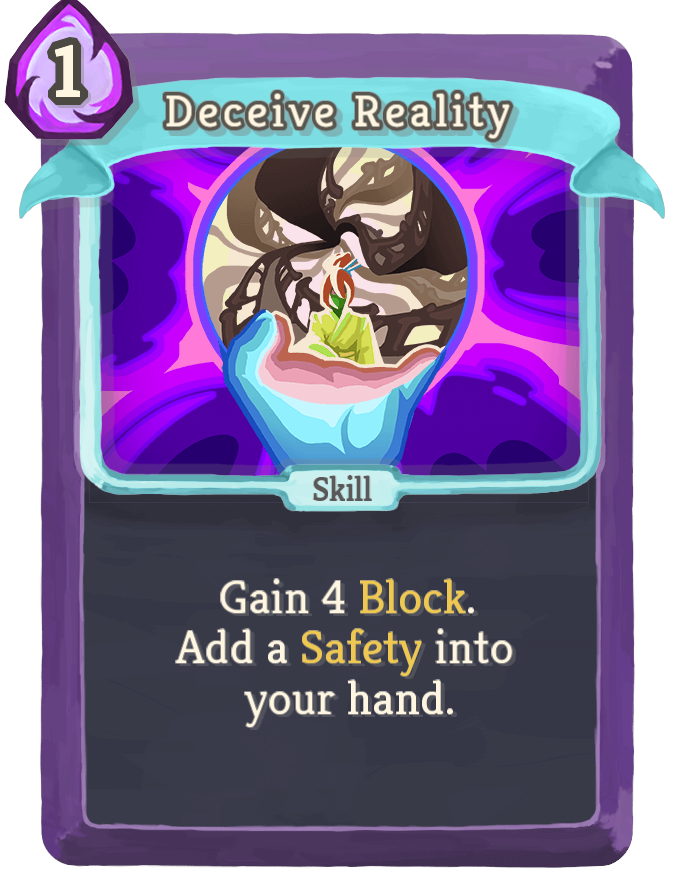 1
Deceive Reality
Skill
Gain 4 Block.
Add a Safety into
your hand.